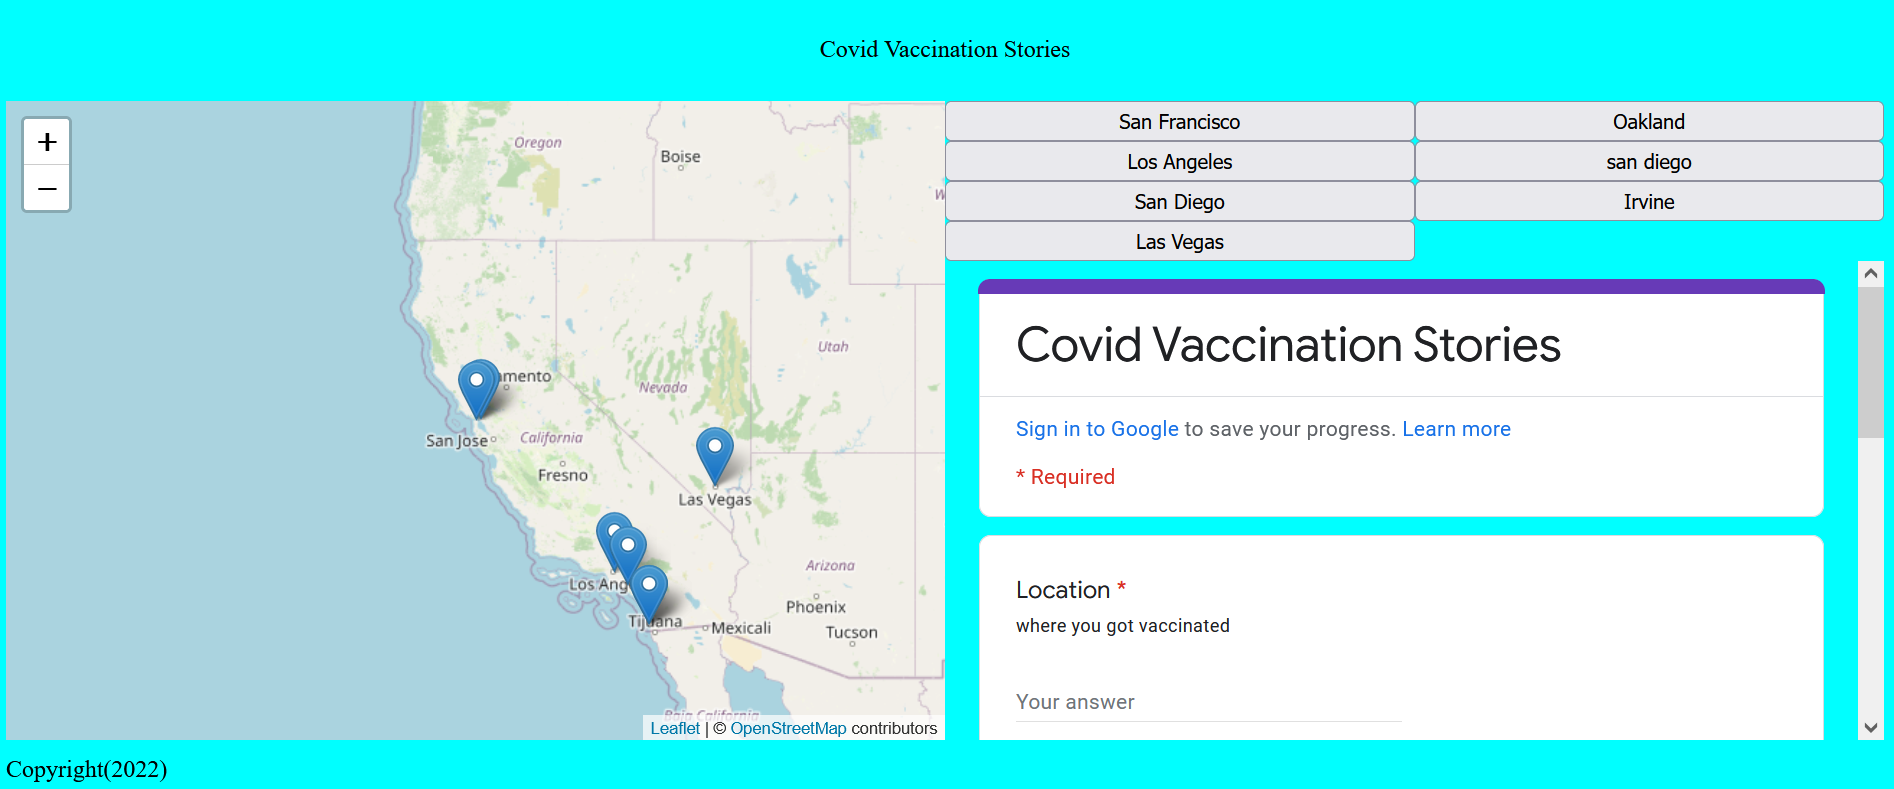 Covid Vaccination Stories
+
−
Oregon
Boise
Utah
Nevada
amento
San Jose
California
Fresno
Las Vegas
Los Ang
Arizona
Phoenix
Tijuana
Mexicali
Tucson
Baja California
Leaflet | © OpenStreetMap contributors
San Francisco
Oakland
Los Angeles
san diego
San Diego
Irvine
Las Vegas
Covid Vaccination Stories
Sign in to Google to save your progress. Learn more
* Required
Location *
where you got vaccinated
Your answer
Copyright(2022)